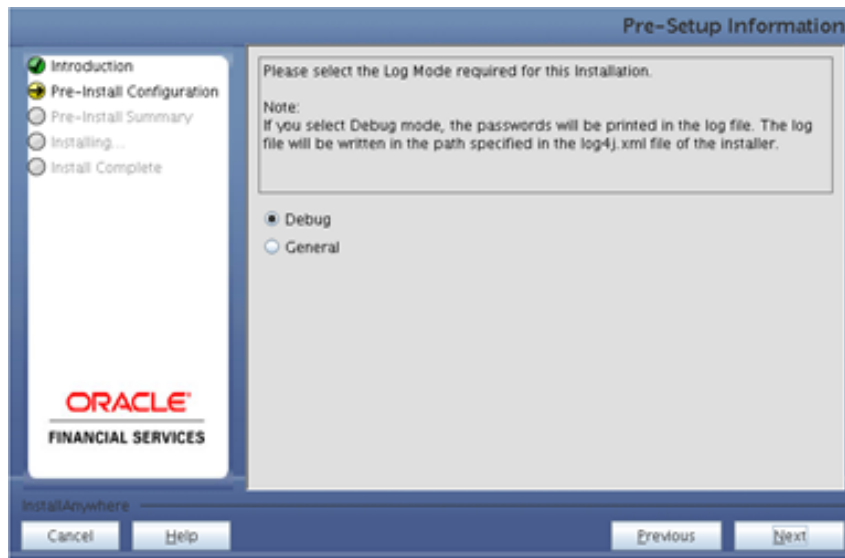 Pre-Setup Information
Introduction
Pre-Install Configuration
Pre-Install Summary
Installing...
Install Complete
Please select the Log Mode required for this Installation.
Note:
If you select Debug mode, the passwords will be printed in the log file. The log
file will be written in the path specified in the log4j.xml file of the installer.
Debug
General
ORACLE
FINANCIAL SERVICES
InstallAnywhere
Cancel
Help
Previous
Next